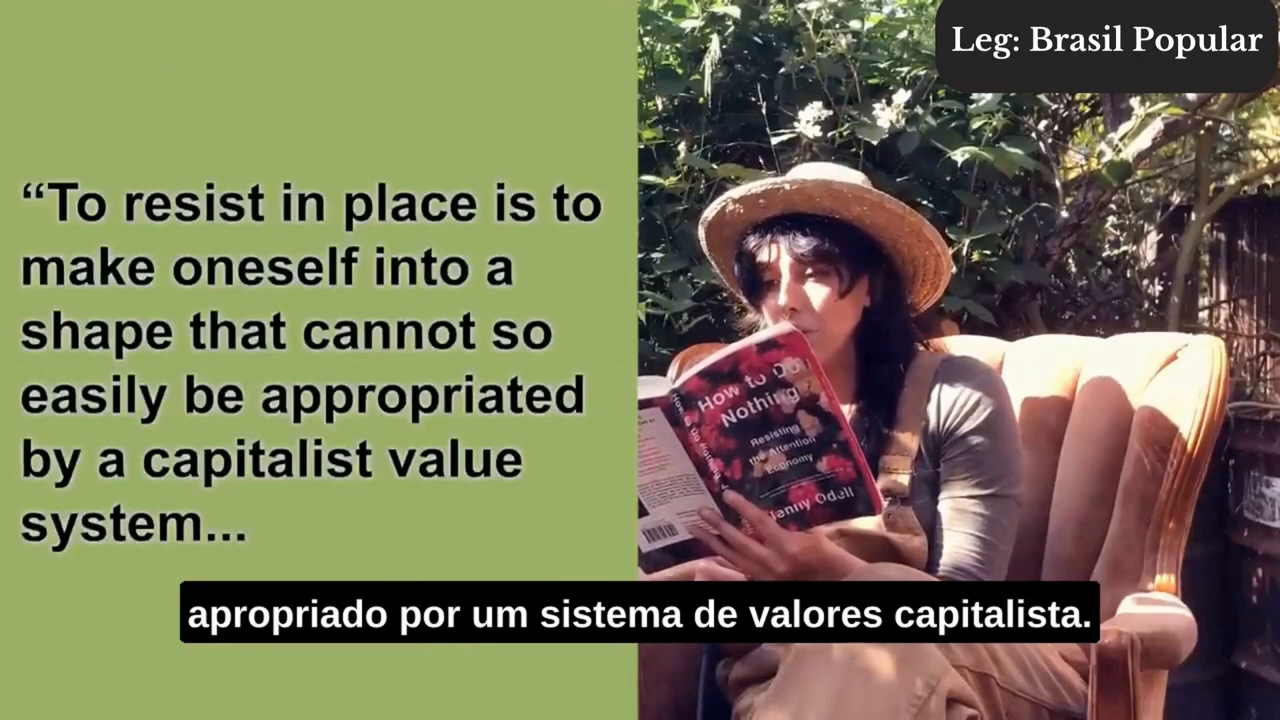 Leg: Brasil Popular
“To resist in place is to
make oneself into a
shape that cannot so
easily be appropriated
by a capitalist value
system...
How to Do
Nothing
Resisting
the Attention
Economy
Jenny Odell
apropriado por um sistema de valores capitalista.